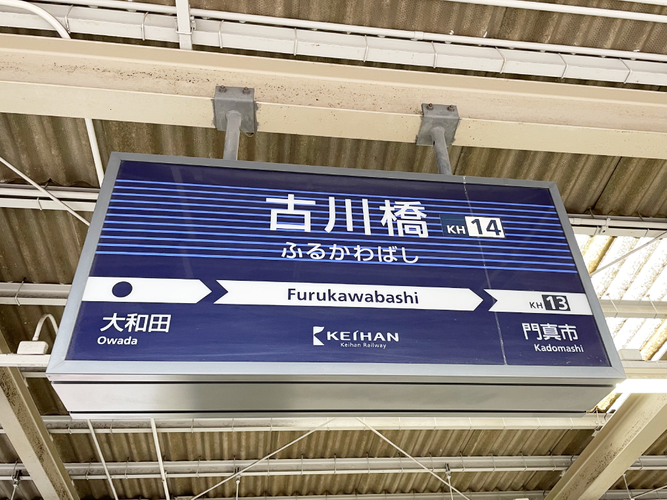 古川橋 KH 14
ふるかわばし
Furukawabashi
KH 13
大和田
Owada
門真市
Kadomashi
KEIHAN
Keihan Railway